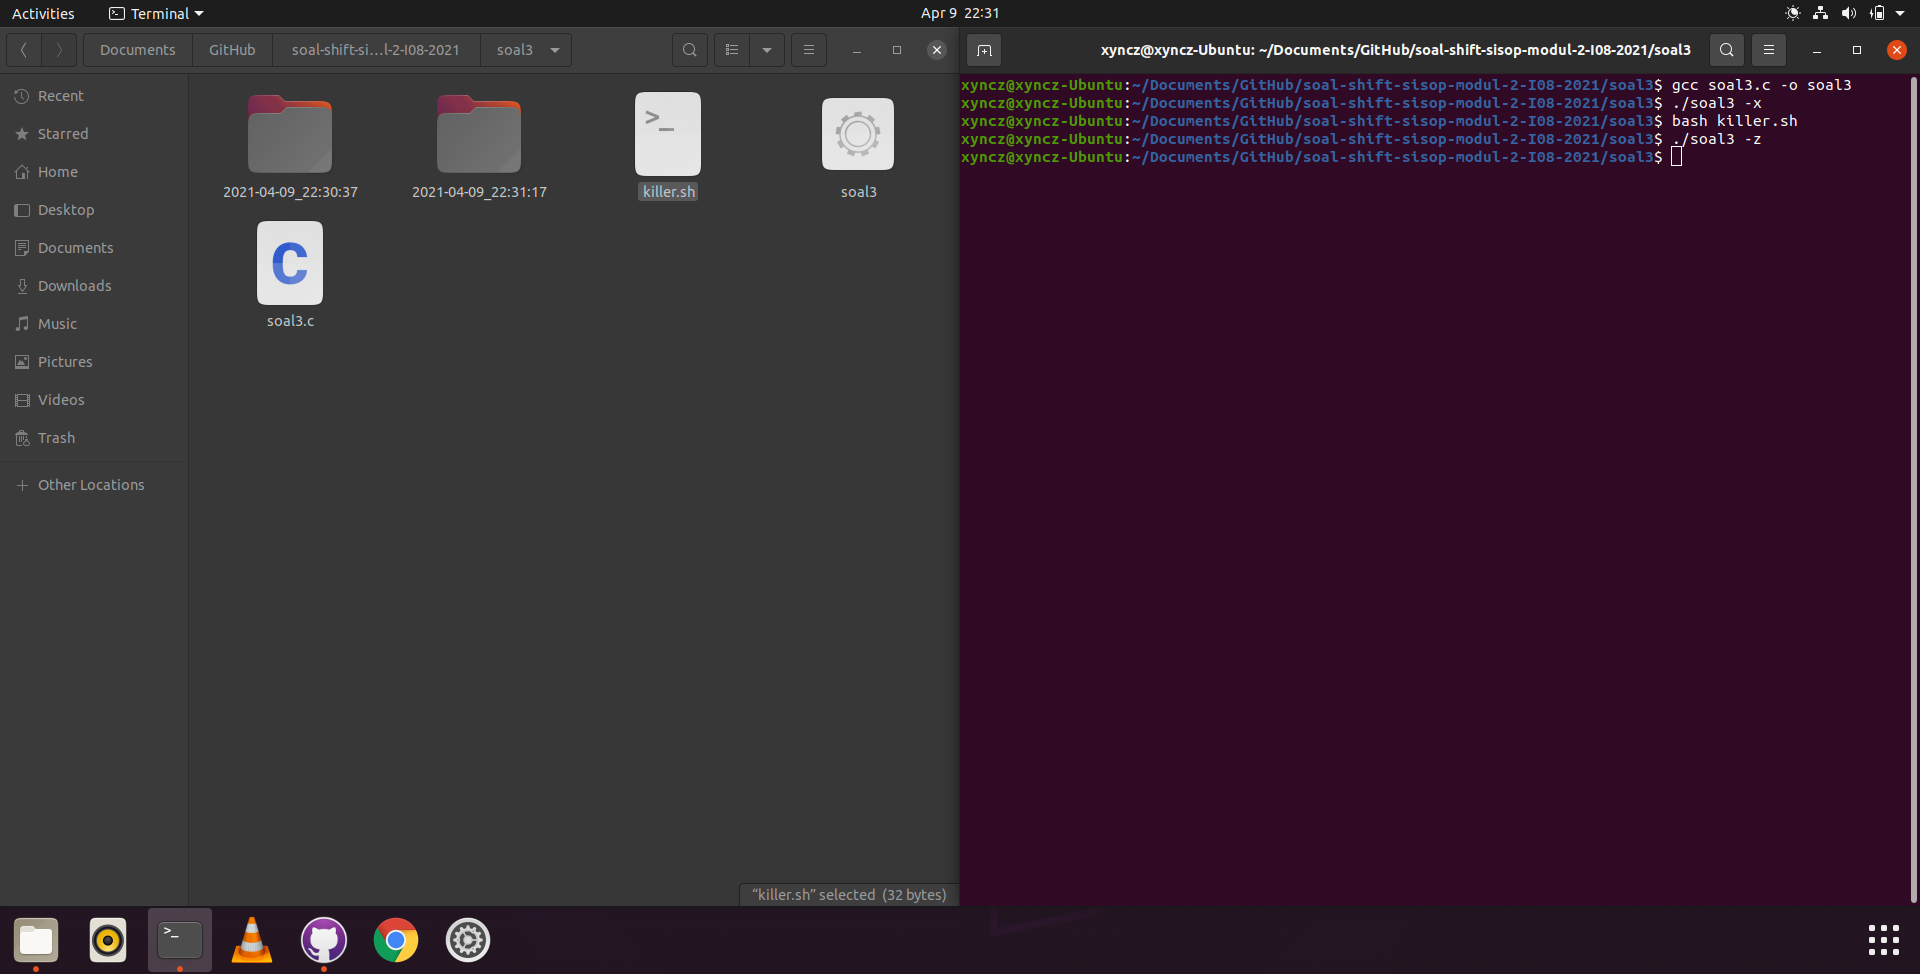 Activities
Terminal
Apr 9 22:31
Documents
GitHub
soal-shift-si...l-2-I08-2021
soal3
Recent
Starred
Home
Desktop
Documents
Downloads
Music
Pictures
Videos
Trash
Other Locations
2021-04-09_22:30:37
2021-04-09_22:31:17
>_
killer.sh
soal3
C
soal3.c
“killer.sh” selected (32 bytes)
xyncz@xyncz-Ubuntu: ~/Documents/GitHub/soal-shift-sisop-modul-2-I08-2021/soal3
xyncz@xyncz-Ubuntu:~/Documents/GitHub/soal-shift-sisop-modul-2-I08-2021/soal3$ gcc soal3.c -o soal3
xyncz@xyncz-Ubuntu:~/Documents/GitHub/soal-shift-sisop-modul-2-I08-2021/soal3$ ./soal3 -x
xyncz@xyncz-Ubuntu:~/Documents/GitHub/soal-shift-sisop-modul-2-I08-2021/soal3$ bash killer.sh
xyncz@xyncz-Ubuntu:~/Documents/GitHub/soal-shift-sisop-modul-2-I08-2021/soal3$ ./soal3 -z
xyncz@xyncz-Ubuntu:~/Documents/GitHub/soal-shift-sisop-modul-2-I08-2021/soal3$
>_